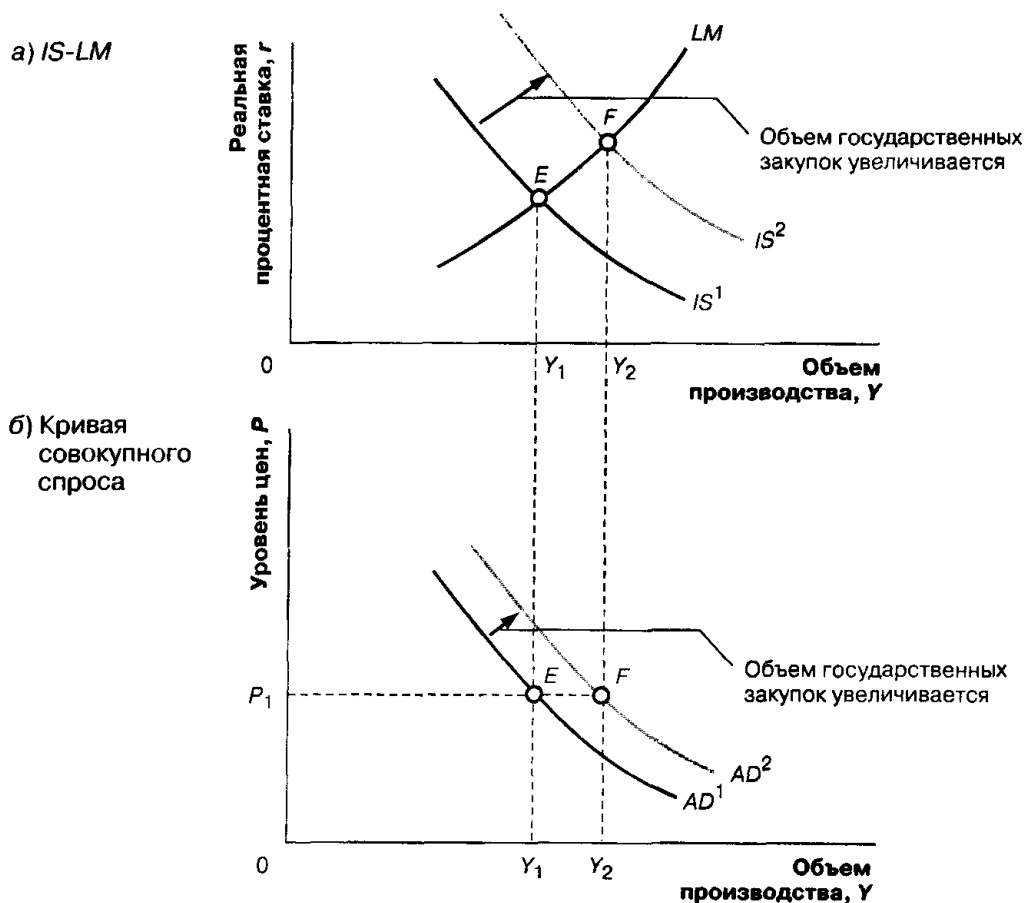 а) IS-LM
Реальная
процентная ставка, r
LM
F
E
Объем государственных
закупок увеличивается
IS²
IS¹
0
Y₁
Y₂
Объем
производства, Y
б) Кривая
совокупного
спроса
Уровень цен, P
E
F
Объем государственных
закупок увеличивается
P₁
AD²
AD¹
0
Y₁
Y₂
Объем
производства, Y